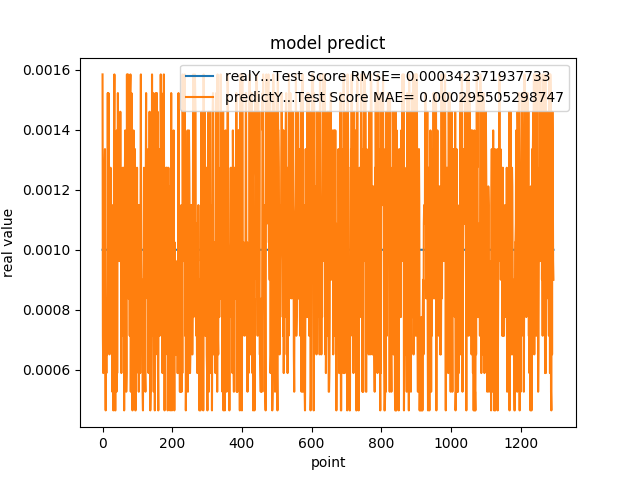 model predict
realY...Test Score RMSE= 0.000342371937733
predictY...Test Score MAE= 0.000295505298747
0.0016
0.0014
0.0012
0.0010
0.0008
0.0006
real value
0 200 400 600 800 1000 1200
point